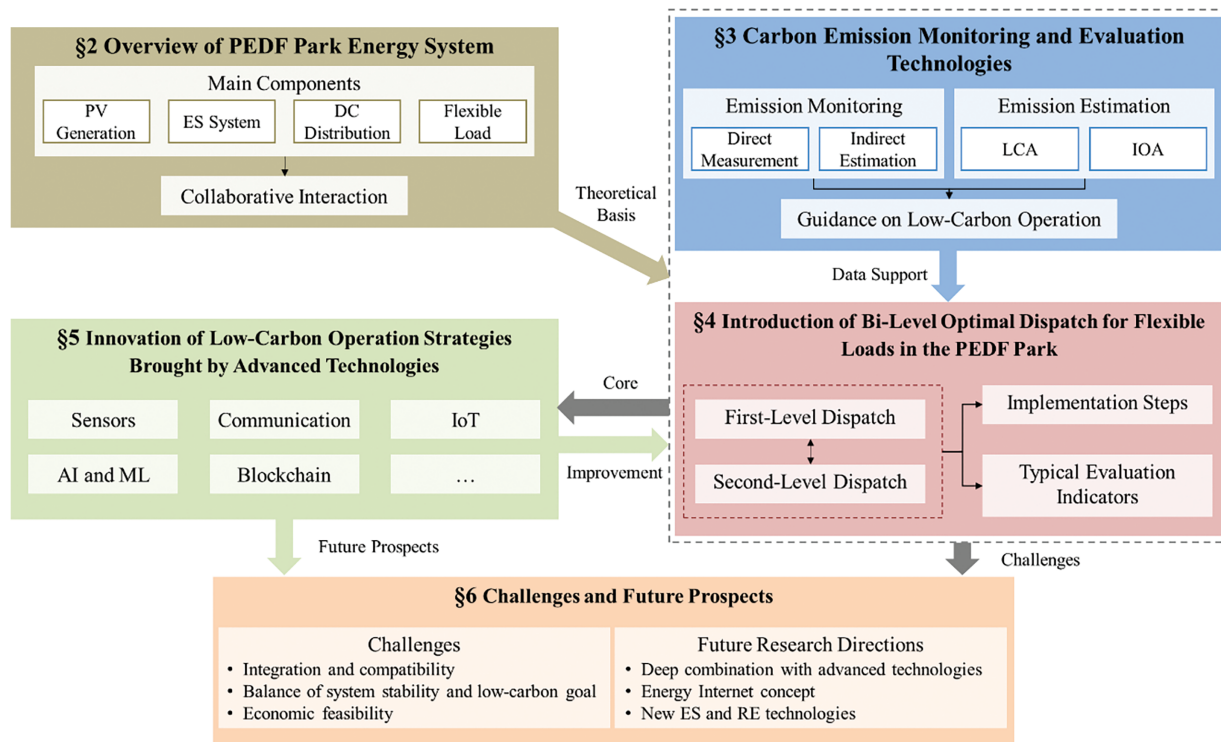 §2 Overview of PEDF Park Energy System
Main Components
PV
Generation
ES System
DC
Distribution
Flexible
Load
Collaborative Interaction
Theoretical
Basis
§3 Carbon Emission Monitoring and Evaluation
Technologies
Emission Monitoring
Direct
Measurement
Indirect
Estimation
Emission Estimation
LCA
IOA
Guidance on Low-Carbon Operation
Data Support
§4 Introduction of Bi-Level Optimal Dispatch for Flexible
Loads in the PEDF Park
First-Level Dispatch
Second-Level Dispatch
Implementation Steps
Typical Evaluation
Indicators
§5 Innovation of Low-Carbon Operation Strategies
Brought by Advanced Technologies
Sensors
Communication
IoT
AI and ML
Blockchain
…
Core
Improvement
Future Prospects
Challenges
§6 Challenges and Future Prospects
Challenges
• Integration and compatibility
• Balance of system stability and low-carbon goal
• Economic feasibility
Future Research Directions
• Deep combination with advanced technologies
• Energy Internet concept
• New ES and RE technologies